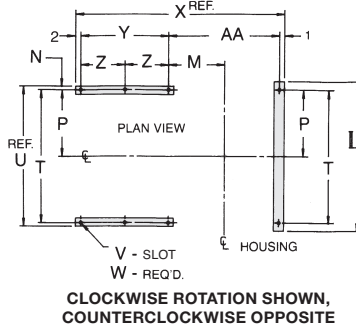 X REF.
2 Y AA 1
N Z Z M
P PLAN VIEW P
REF. U T L T
℄
V - SLOT ℄ HOUSING
W - REQ'D.
CLOCKWISE ROTATION SHOWN,
COUNTERCLOCKWISE OPPOSITE